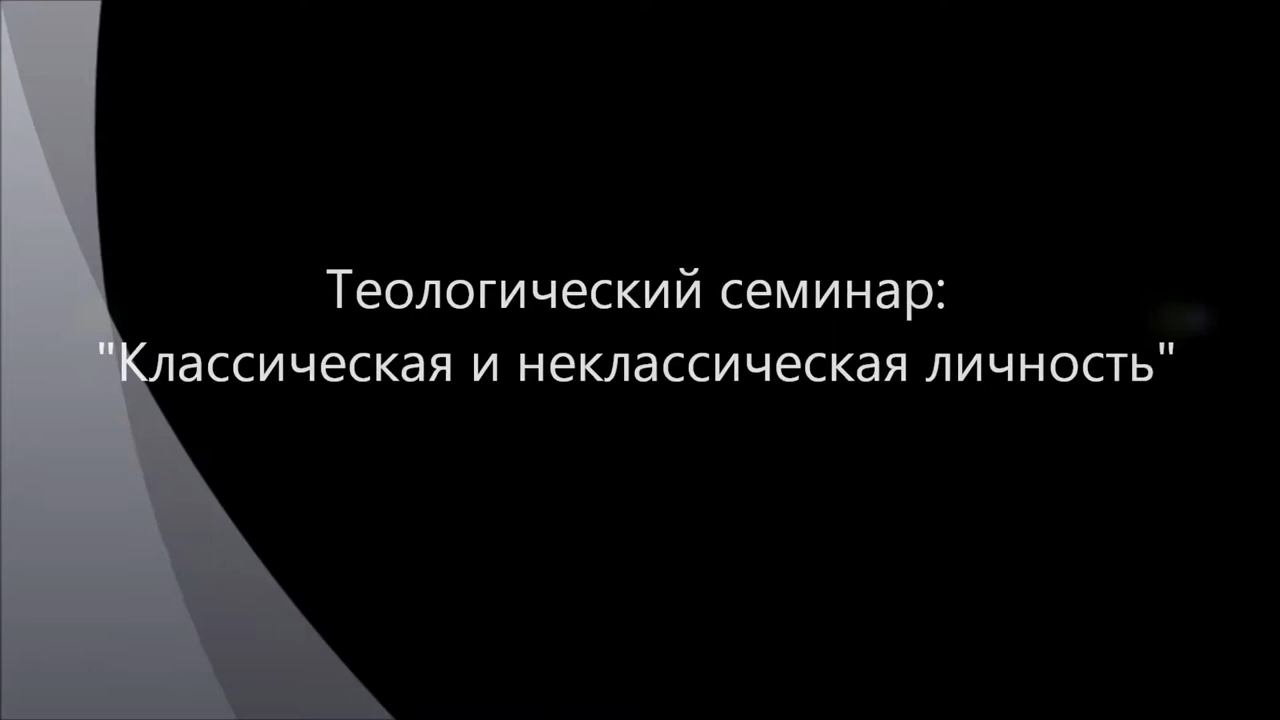 Теологический семинар:
"Классическая и неклассическая личность"